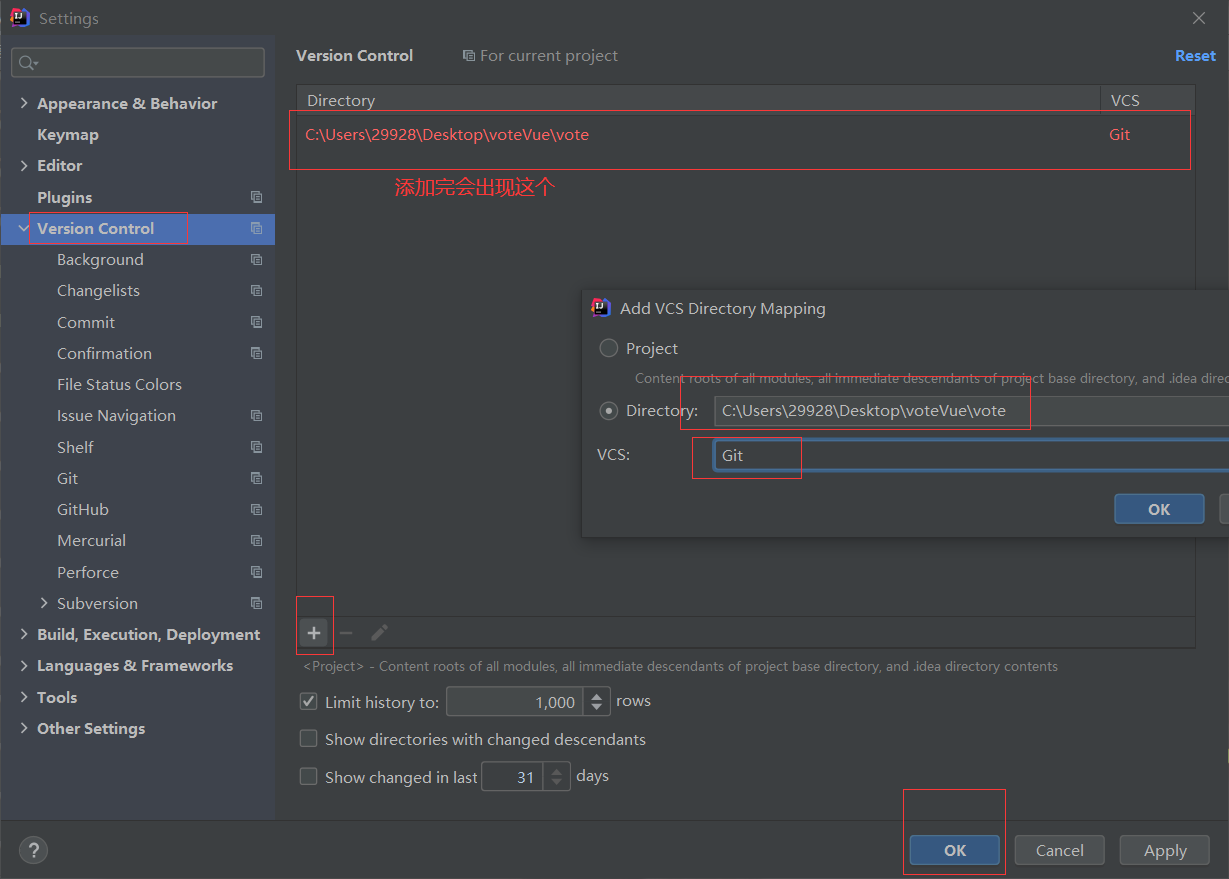 Settings
Version Control
For current project
Reset
Appearance & Behavior
Keymap
Editor
Plugins
Version Control
Background
Changelists
Commit
Confirmation
File Status Colors
Issue Navigation
Shelf
Git
GitHub
Mercurial
Perforce
Subversion
Build, Execution, Deployment
Languages & Frameworks
Tools
Other Settings
Directory VCS
C:\Users\29928\Desktop\voteVue\vote Git
添加完会出现这个
Add VCS Directory Mapping
Project
Content roots of all modules, all immediate descendants of project base directory, and .idea
Directory: C:\Users\29928\Desktop\voteVue\vote
VCS: Git
OK
<Project> - Content roots of all modules, all immediate descendants of project base directory, and .idea directory contents
Limit history to: 1,000 rows
Show directories with changed descendants
Show changed in last 31 days
?
OK Cancel Apply